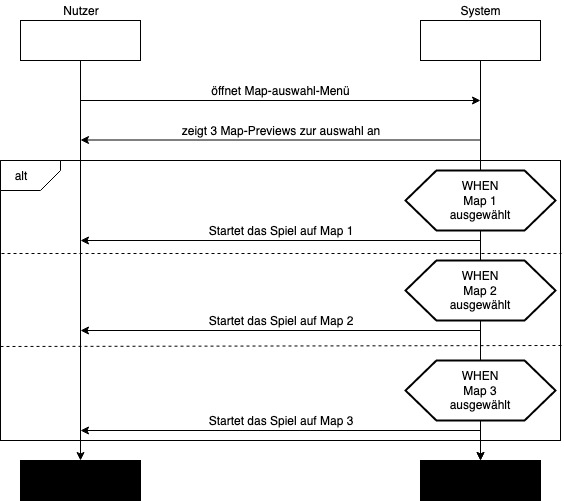 Nutzer
System
öffnet Map-auswahl-Menü
zeigt 3 Map-Previews zur auswahl an
alt
WHEN
Map 1
ausgewählt
Startet das Spiel auf Map 1
WHEN
Map 2
ausgewählt
Startet das Spiel auf Map 2
WHEN
Map 3
ausgewählt
Startet das Spiel auf Map 3